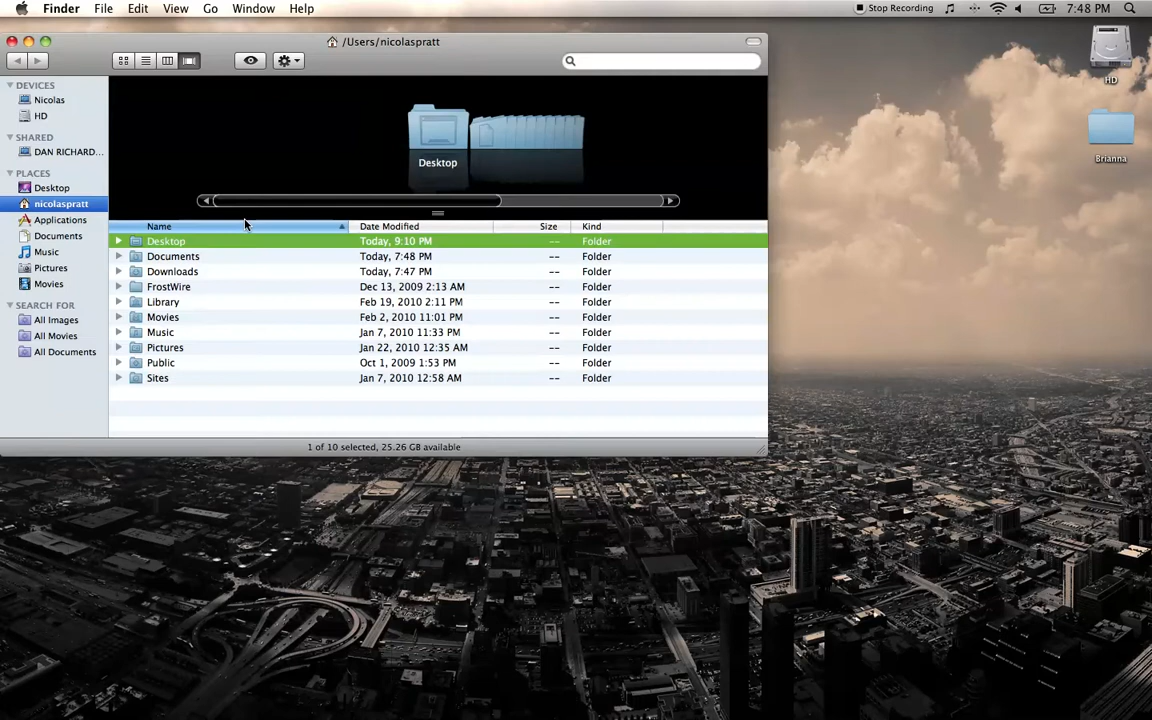 Finder File Edit View Go Window Help Stop Recording 7:48 PM
/Users/nicolaspratt
HD
Brianna
DEVICES
Nicolas
HD
SHARED
DAN RICHARD...
PLACES
Desktop
nicolaspratt
Applications
Documents
Music
Pictures
Movies
SEARCH FOR
All Images
All Movies
All Documents
Desktop
Name Date Modified Size Kind
Desktop Today, 9:10 PM -- Folder
Documents Today, 7:48 PM -- Folder
Downloads Today, 7:47 PM -- Folder
FrostWire Dec 13, 2009 2:13 AM -- Folder
Library Feb 19, 2010 2:11 PM -- Folder
Movies Feb 2, 2010 11:01 PM -- Folder
Music Jan 7, 2010 11:33 PM -- Folder
Pictures Jan 22, 2010 12:35 AM -- Folder
Public Oct 1, 2009 1:53 PM -- Folder
Sites Jan 7, 2010 12:58 AM -- Folder
1 of 10 selected, 25.26 GB available